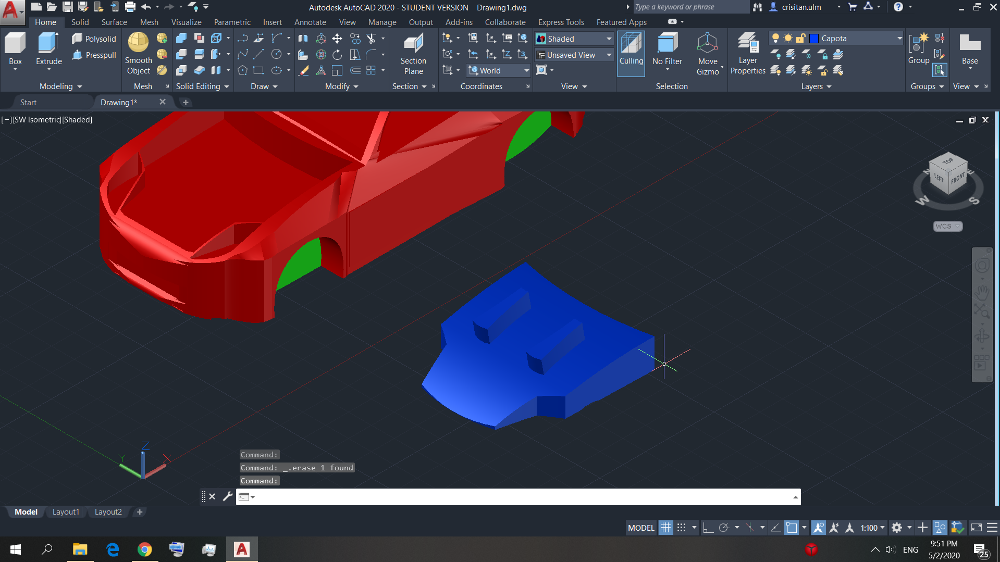 Autodesk AutoCAD 2020 - STUDENT VERSION    Drawing1.dwg
Type a keyword or phrase
crisitan.ulm
Home Solid Surface Mesh Visualize Parametric Insert Annotate View Manage Output Add-ins Collaborate Express Tools Featured Apps
Box
Extrude
Polysolid
Presspull
Modeling
Smooth
Object
Mesh
Solid Editing
Draw
Modify
Section
Plane
Section
World
Coordinates
Shaded
Unsaved View
View
Culling
No Filter
Move
Gizmo
Selection
Layer
Properties
Capota
Layers
Group
Groups
Base
View
Start
Drawing1*
[−][SW Isometric][Shaded]
TOP
LEFT
FRONT
N
E
W
S
WCS
Z
Y
X
Command:
Command: _.erase 1 found
Command:
Model Layout1 Layout2
MODEL
1:100
9:51 PM
ENG
5/2/2020
25